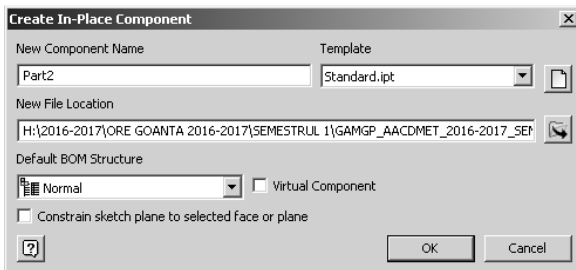 Create In-Place Component
New Component Name Template
Part2 Standard.ipt
New File Location
H:\2016-2017\ORE GOANTA 2016-2017\SEMESTRUL 1\GAMGP_AACDMET_2016-2017_SEM
Default BOM Structure
Normal Virtual Component
Constrain sketch plane to selected face or plane
OK Cancel